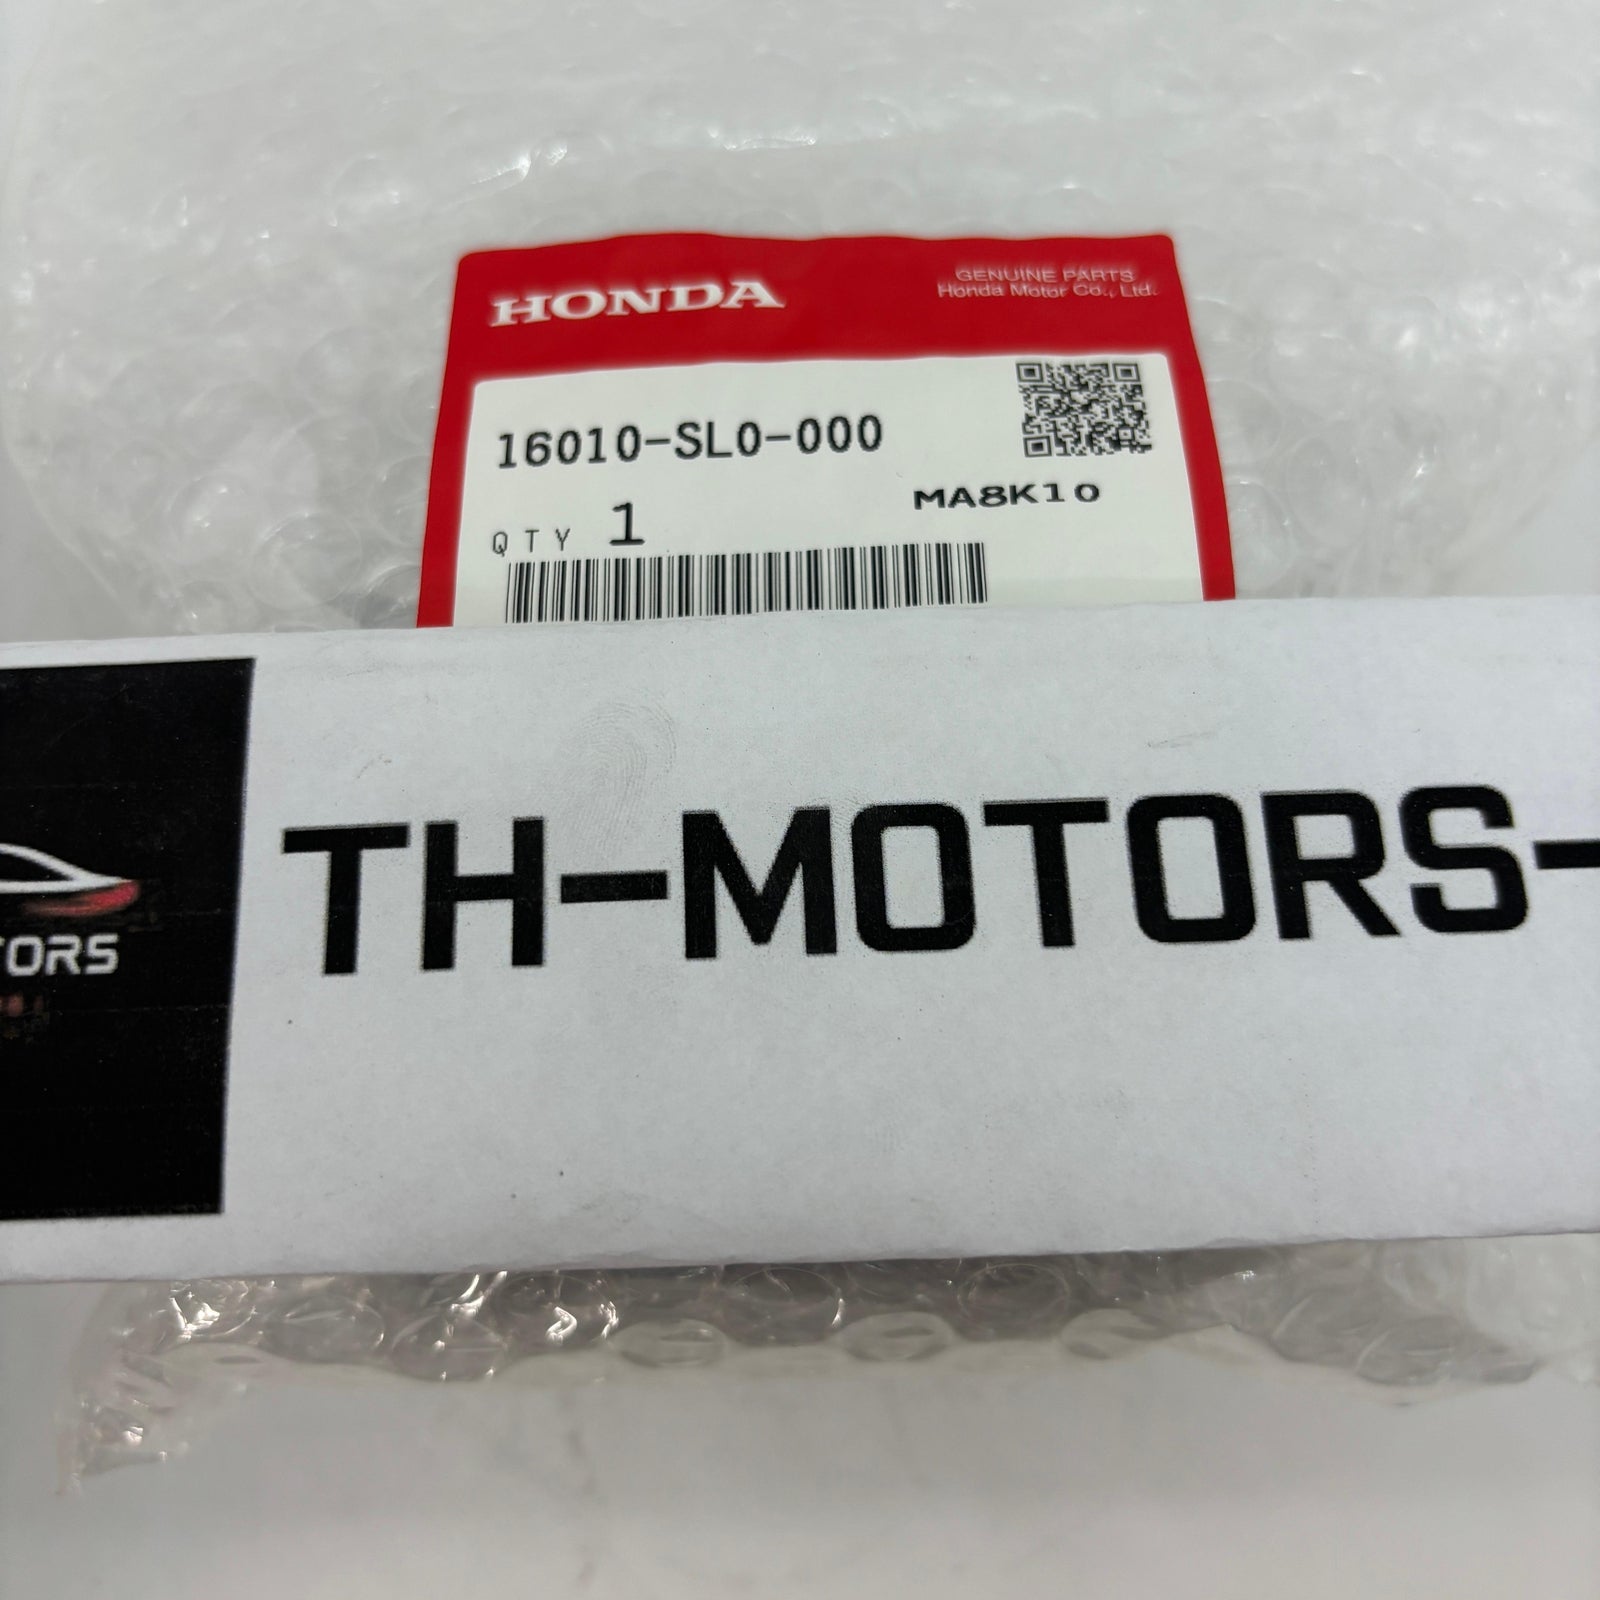 HONDA
GENUINE PARTS
Honda Motor Co., Ltd.
16010-SL0-000
MA8K10
QTY 1
TH-MOTORS-
TORS